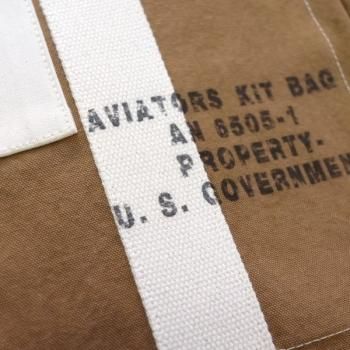 AVIATORS KIT BAG
AN 6505-1
PROPERTY-
U. S. GOVERNMEN